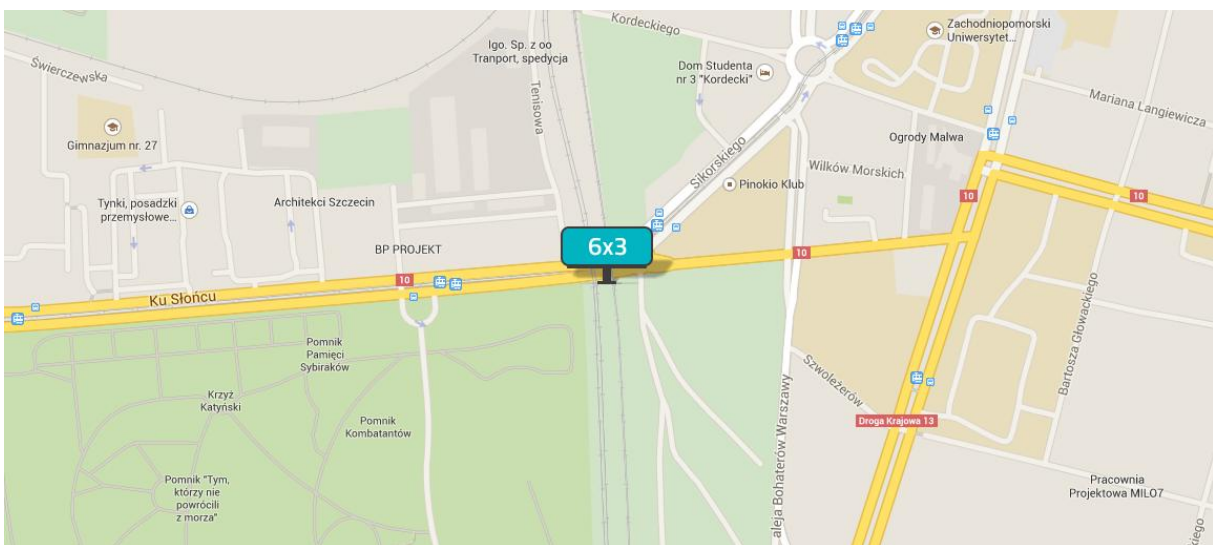 Kordeckiego
Zachodniopomorski
Uniwersytet...
Igo. Sp. z oo
Tranport, spedycja
Dom Studenta
nr 3 "Kordecki"
Świerczewska
Tenisowa
Mariana Langiewicza
Gimnazjum nr. 27
Ogrody Malwa
Sikorskiego
Wilków Morskich
Pinokio Klub
10
10
Tynki, posadzki
przemysłowe...
Architekci Szczecin
BP PROJEKT
6x3
10
10
Ku Słońcu
Bartosza Głowackiego
Pomnik
Pamięci
Sybiraków
Szwoleżerów
Krzyż
Katyński
Pomnik
Kombatantów
aleja Bohaterów Warszawy
Droga Krajowa 13
Pomnik "Tym,
którzy nie
powrócili
z morza"
Pracownia
Projektowa MILO7
kiego